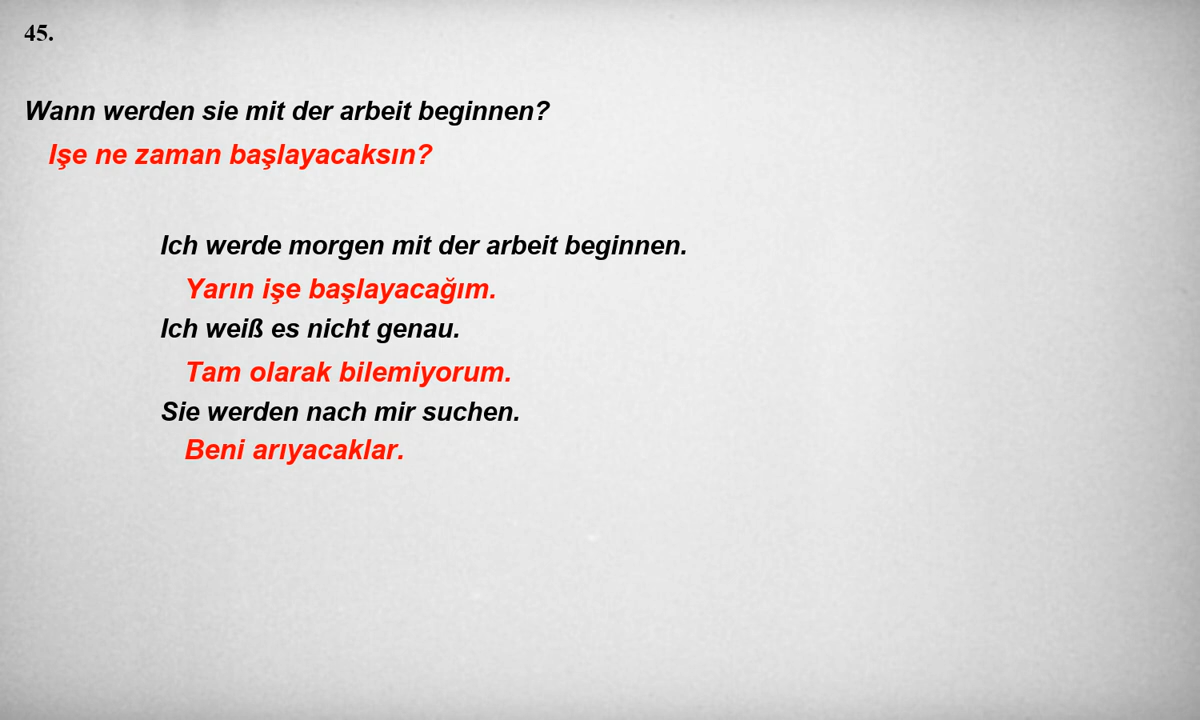 45.
Wann werden sie mit der arbeit beginnen?
Işe ne zaman başlayacaksın?
Ich werde morgen mit der arbeit beginnen.
Yarın işe başlayacağım.
Ich weiß es nicht genau.
Tam olarak bilemiyorum.
Sie werden nach mir suchen.
Beni arıyacaklar.